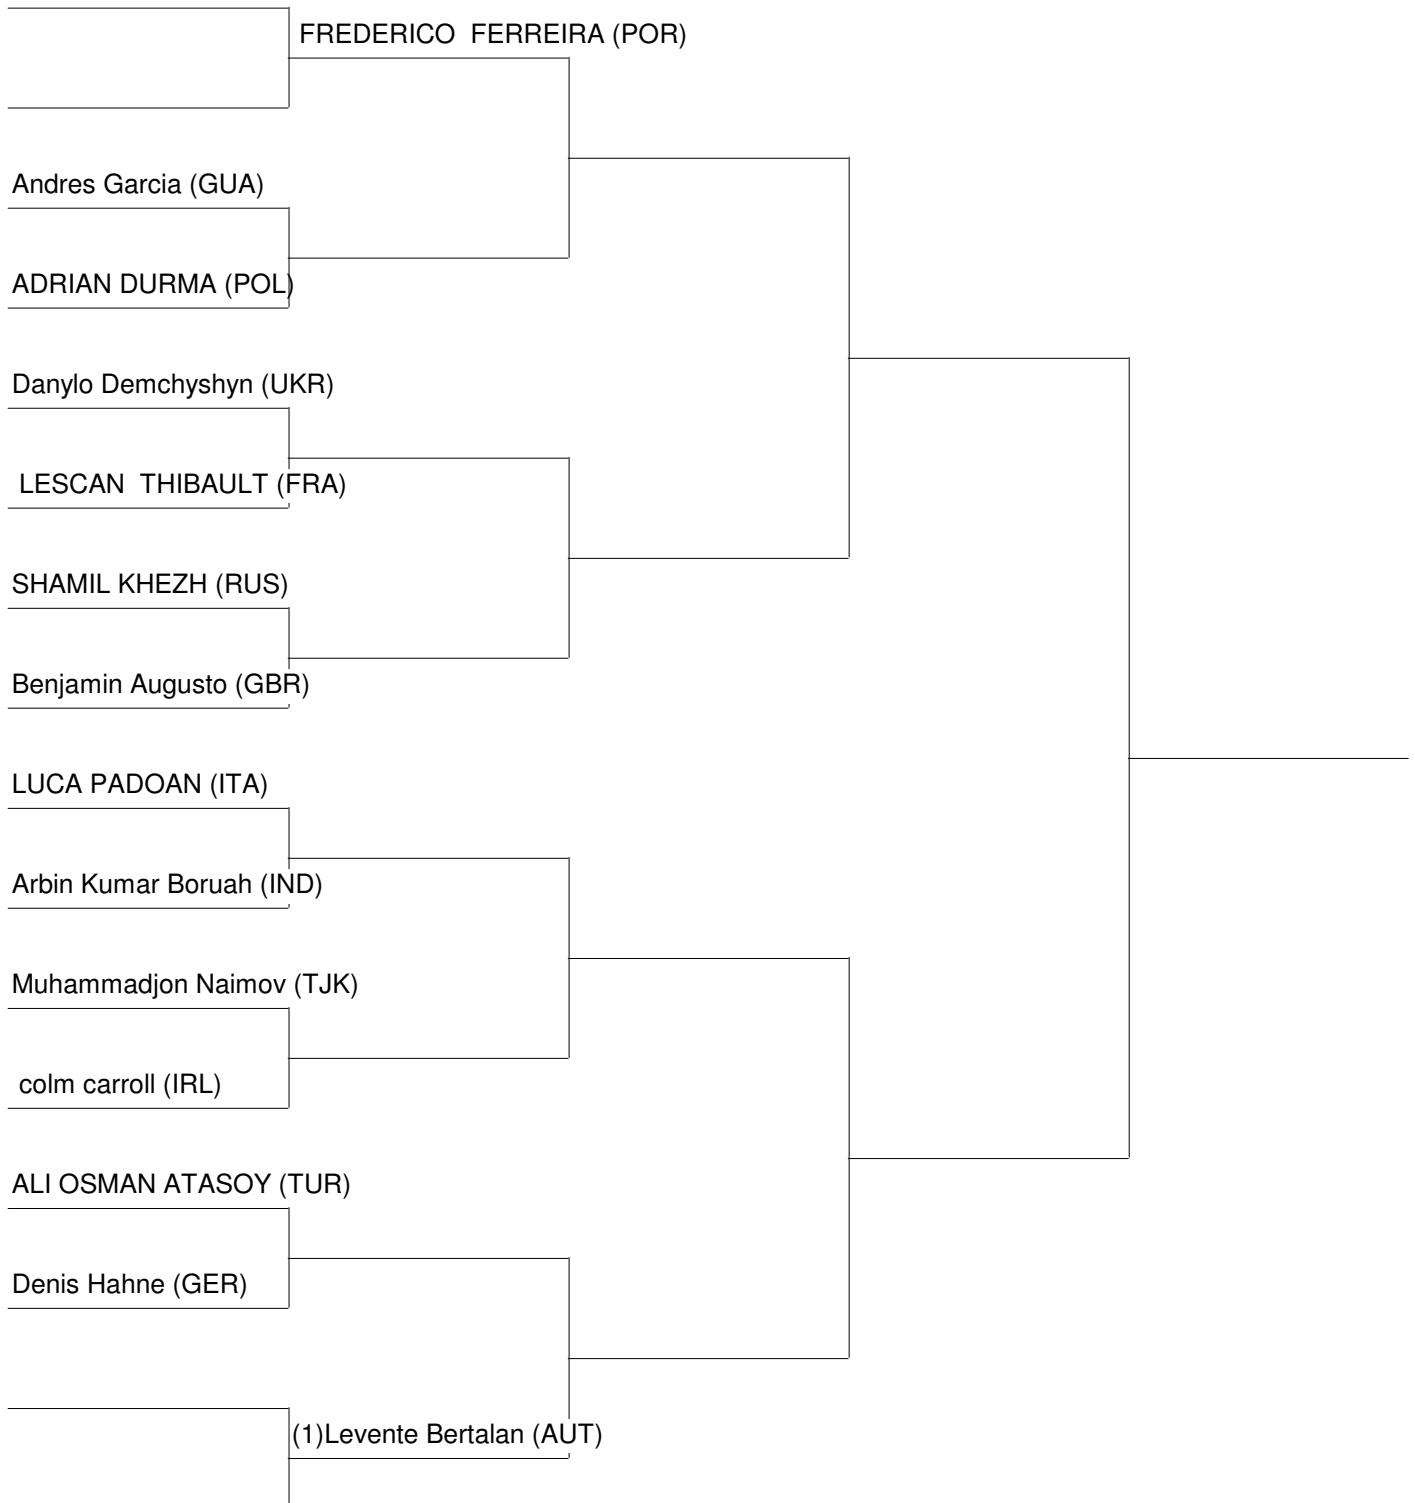 FREDERICO  FERREIRA (POR)
Andres Garcia (GUA)
ADRIAN DURMA (POL)
Danylo Demchyshyn (UKR)
LESCAN  THIBAULT (FRA)
SHAMIL KHEZH (RUS)
Benjamin Augusto (GBR)
LUCA PADOAN (ITA)
Arbin Kumar Boruah (IND)
Muhammadjon Naimov (TJK)
colm carroll (IRL)
ALI OSMAN ATASOY (TUR)
Denis Hahne (GER)
(1)Levente Bertalan (AUT)